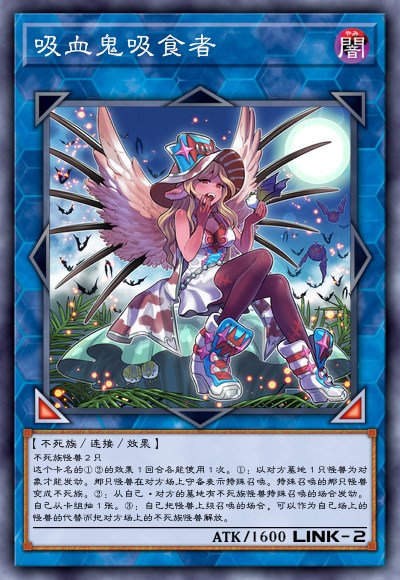 吸血鬼吸食者
やみ
闇
【不死族／连接／效果】
不死族怪兽2只
这个卡名的①②的效果1回合各能使用1次。①：以对方墓地1只怪兽为对
象才能发动。那只怪兽在对方场上守备表示特殊召唤。特殊召唤的那只怪兽
变成不死族。②：从自己·对方的墓地有不死族怪兽特殊召唤的场合发动。
自己从卡组抽1张。③：自己把怪兽上级召唤的场合，可以作为自己场上的
怪兽的代替而把对方场上的不死族怪兽解放。
ATK/1600 LINK-2